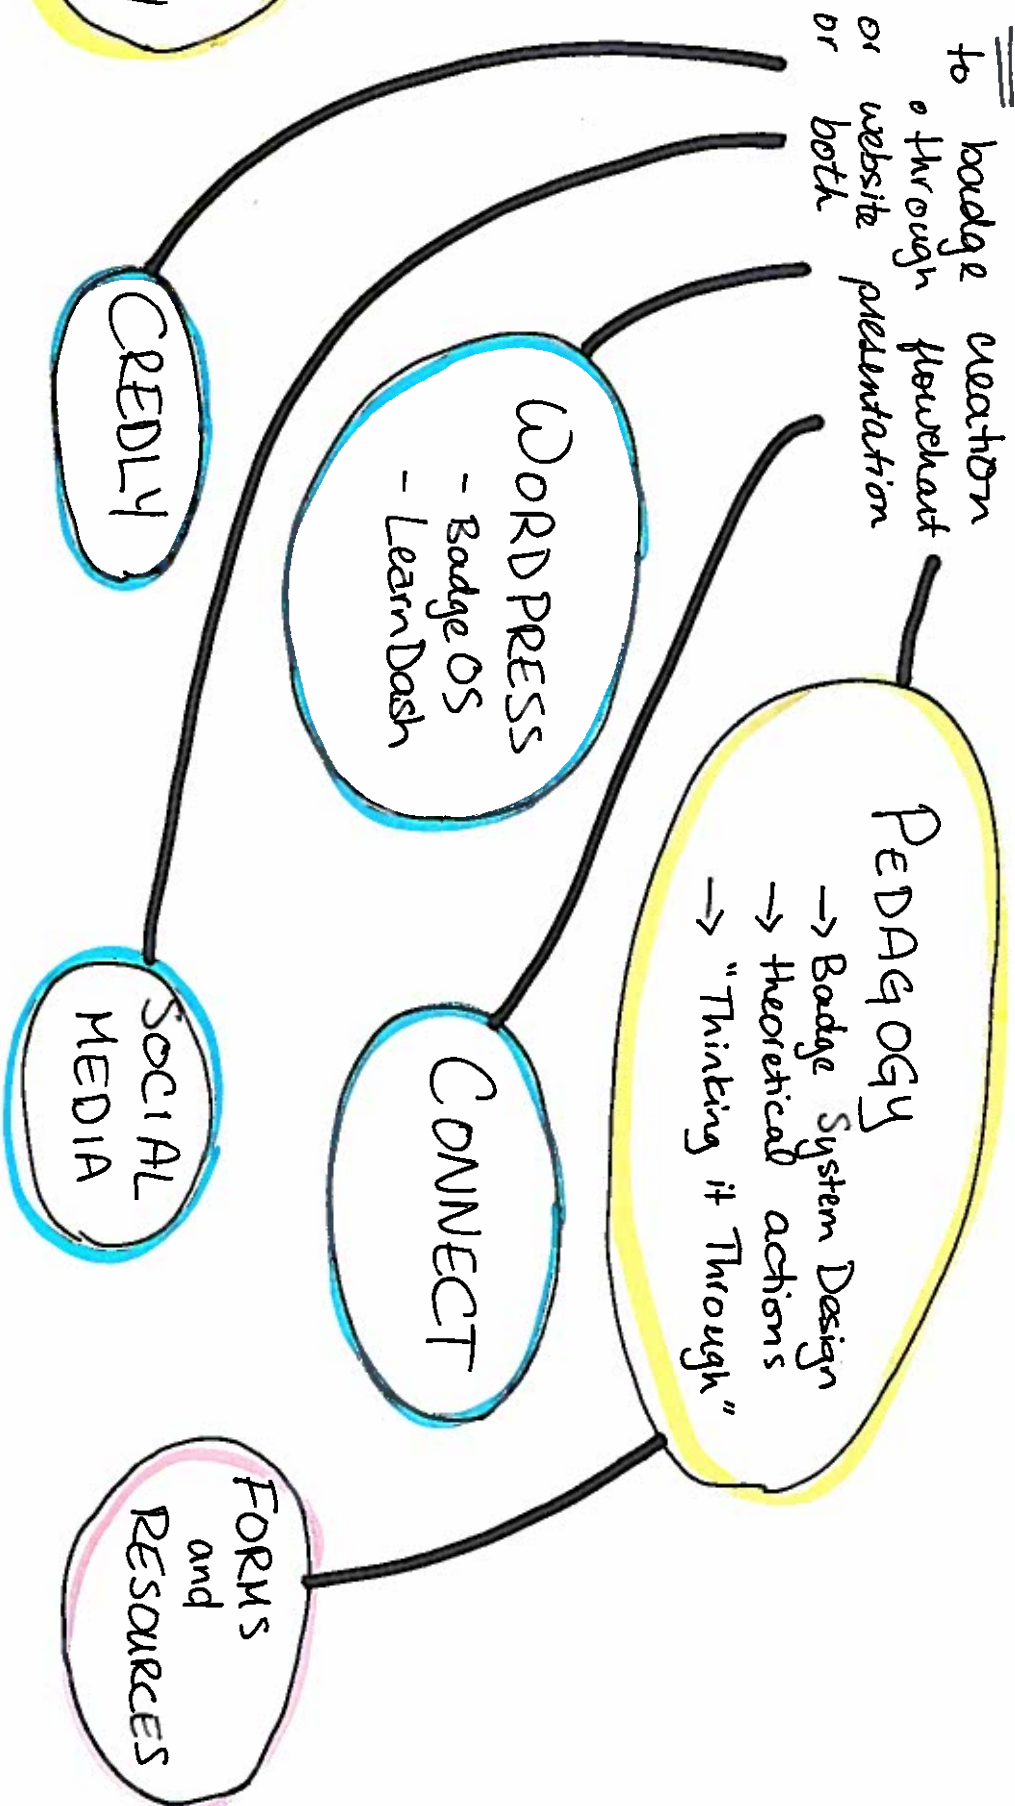 to badge creation
• through flowchart
or website presentation
or both
PEDAGOGY
→ Badge System Design
→ theoretical actions
→ "Thinking it Through"
WORDPRESS
- Badge OS
- LearnDash
CONNECT
CREDLY
SOCIAL
MEDIA
FORMS
and
RESOURCES